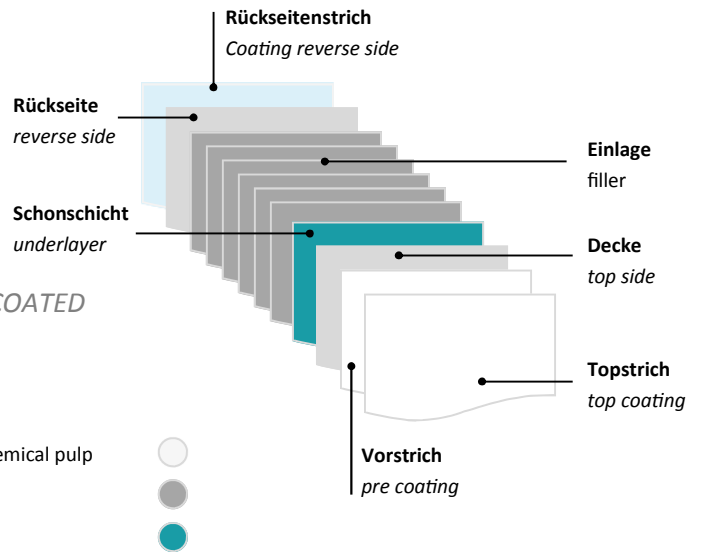 Rückseitenstrich
Coating reverse side
Rückseite
reverse side
Einlage
filler
Schonschicht
underlayer
Decke
top side
COATED
Topstrich
top coating
Vorstrich
pre coating
emical pulp